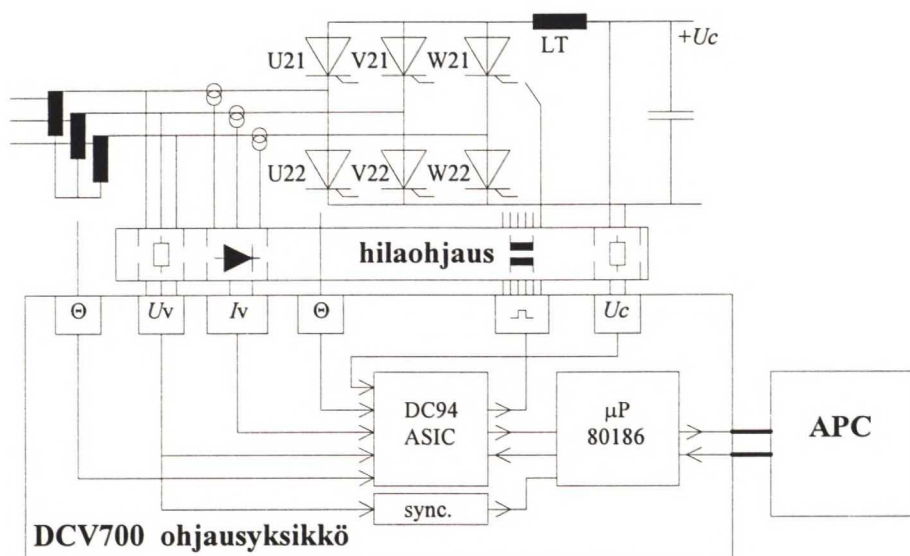 LT
+Uc
U21
V21
W21
U22
V22
W22
hilaohjaus
Θ
Uv
Iv
Θ
Uc
DC94
ASIC
µP
80186
APC
sync.
DCV700 ohjausyksikkö